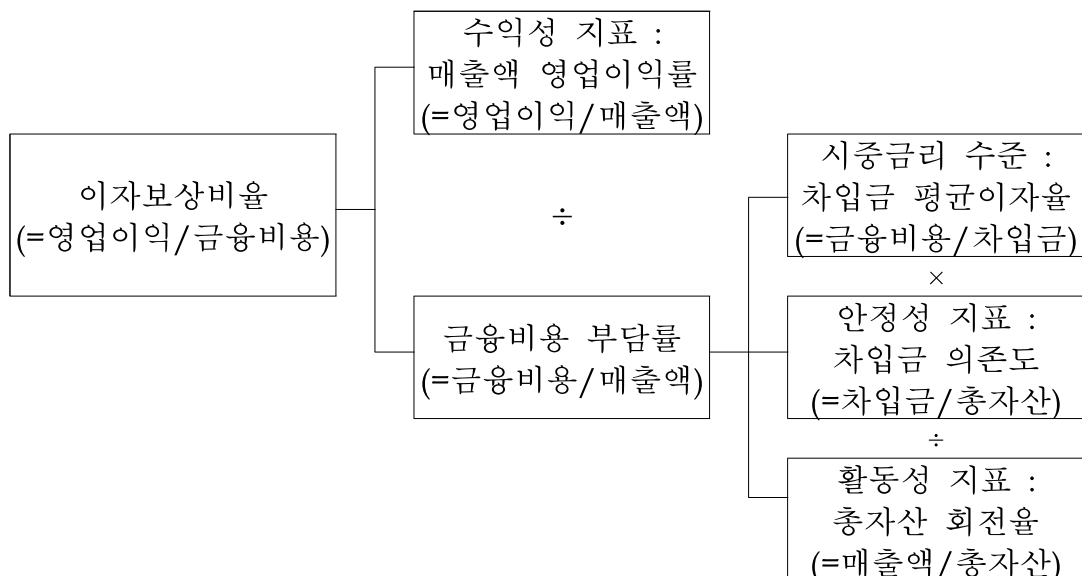 수익성 지표 :
매출액 영업이익률
(=영업이익/매출액)
이자보상비율
(=영업이익/금융비용)
÷
금융비용 부담률
(=금융비용/매출액)
시중금리 수준 :
차입금 평균이자율
(=금융비용/차입금)
×
안정성 지표 :
차입금 의존도
(=차입금/총자산)
÷
활동성 지표 :
총자산 회전율
(=매출액/총자산)